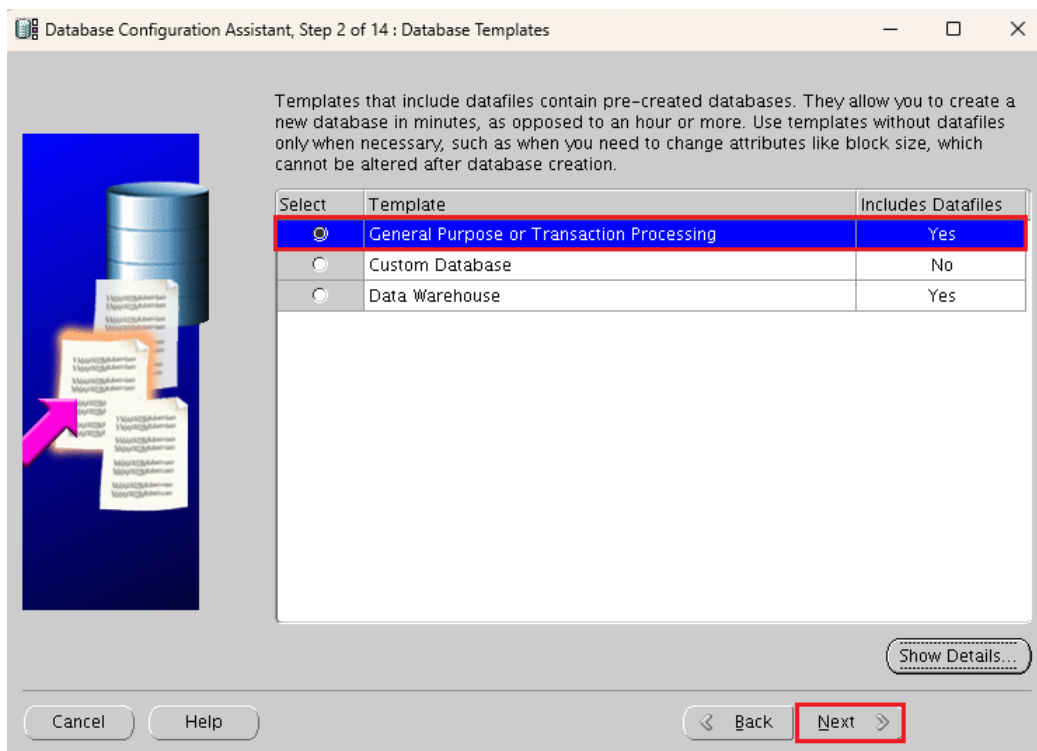 Database Configuration Assistant, Step 2 of 14 : Database Templates
Templates that include datafiles contain pre-created databases. They allow you to create a
new database in minutes, as opposed to an hour or more. Use templates without datafiles
only when necessary, such as when you need to change attributes like block size, which
cannot be altered after database creation.
Select Template Includes Datafiles
General Purpose or Transaction Processing Yes
Custom Database No
Data Warehouse Yes
Show Details...
Cancel Help Back Next